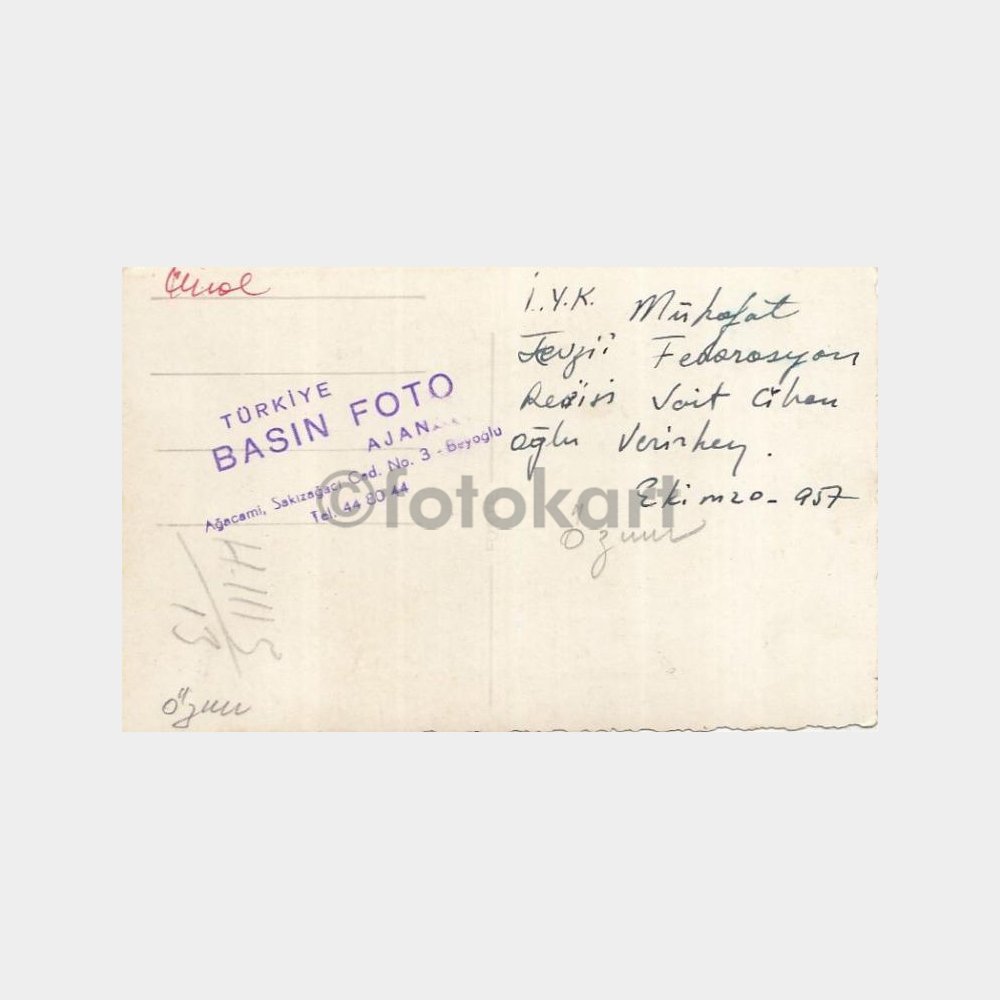 İ.Y.K. Mükafat
Tevzii Federasyon
Reisi Vait Cihan
oğlu Verirken.
Ekim 20-957
Özmur
TÜRKİYE
BASIN FOTO
AJAN
Ağacami, Sakızağacı Cad. No. 3 - Beyoğlu
Tel: 44 80 44
©fotokart